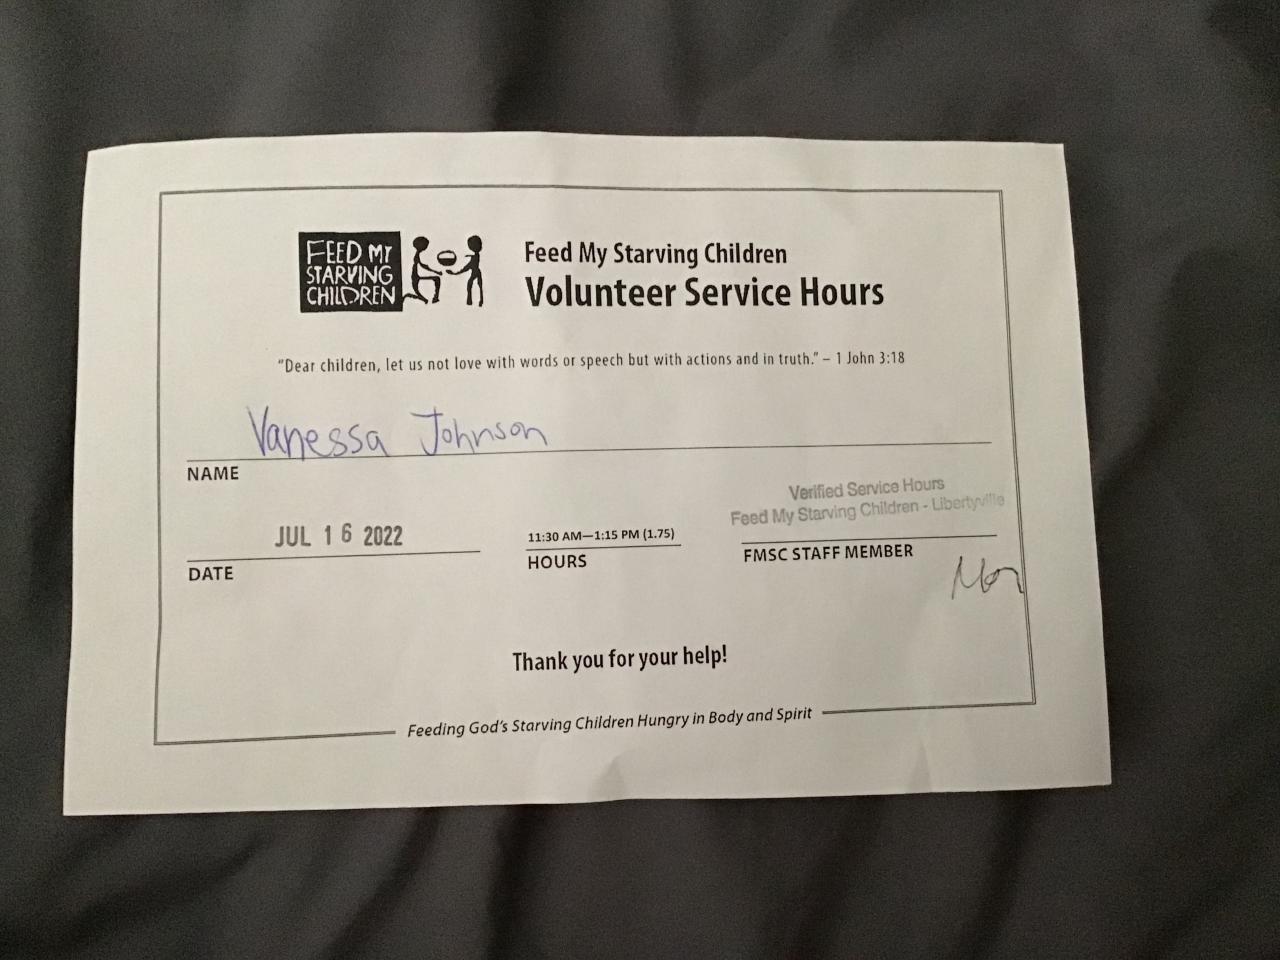 FEED MY
STARVING
CHILDREN
Feed My Starving Children
Volunteer Service Hours
“Dear children, let us not love with words or speech but with actions and in truth.” – 1 John 3:18
Vanessa Johnson
NAME
JUL 16 2022
DATE
11:30 AM—1:15 PM (1.75)
HOURS
Verified Service Hours
Feed My Starving Children - Libertyville
FMSC STAFF MEMBER
Thank you for your help!
Feeding God’s Starving Children Hungry in Body and Spirit